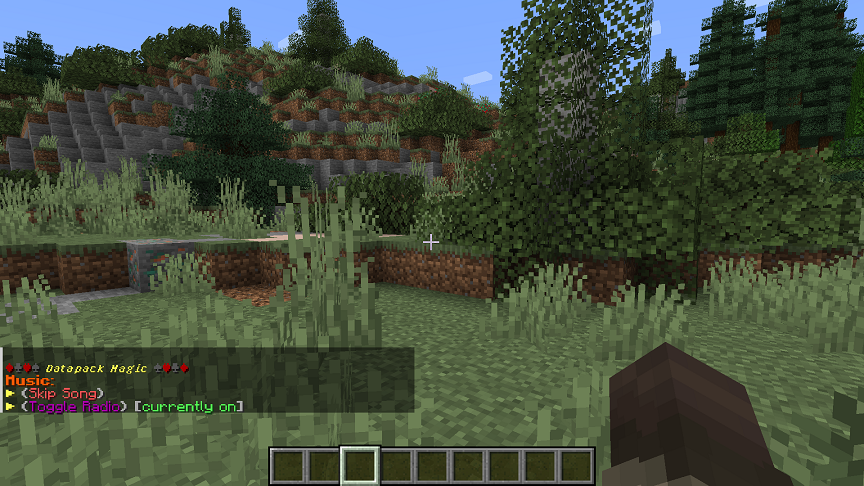 Datapack Magic
Music:
► (Skip Song)
► (Toggle Radio) [currently on]